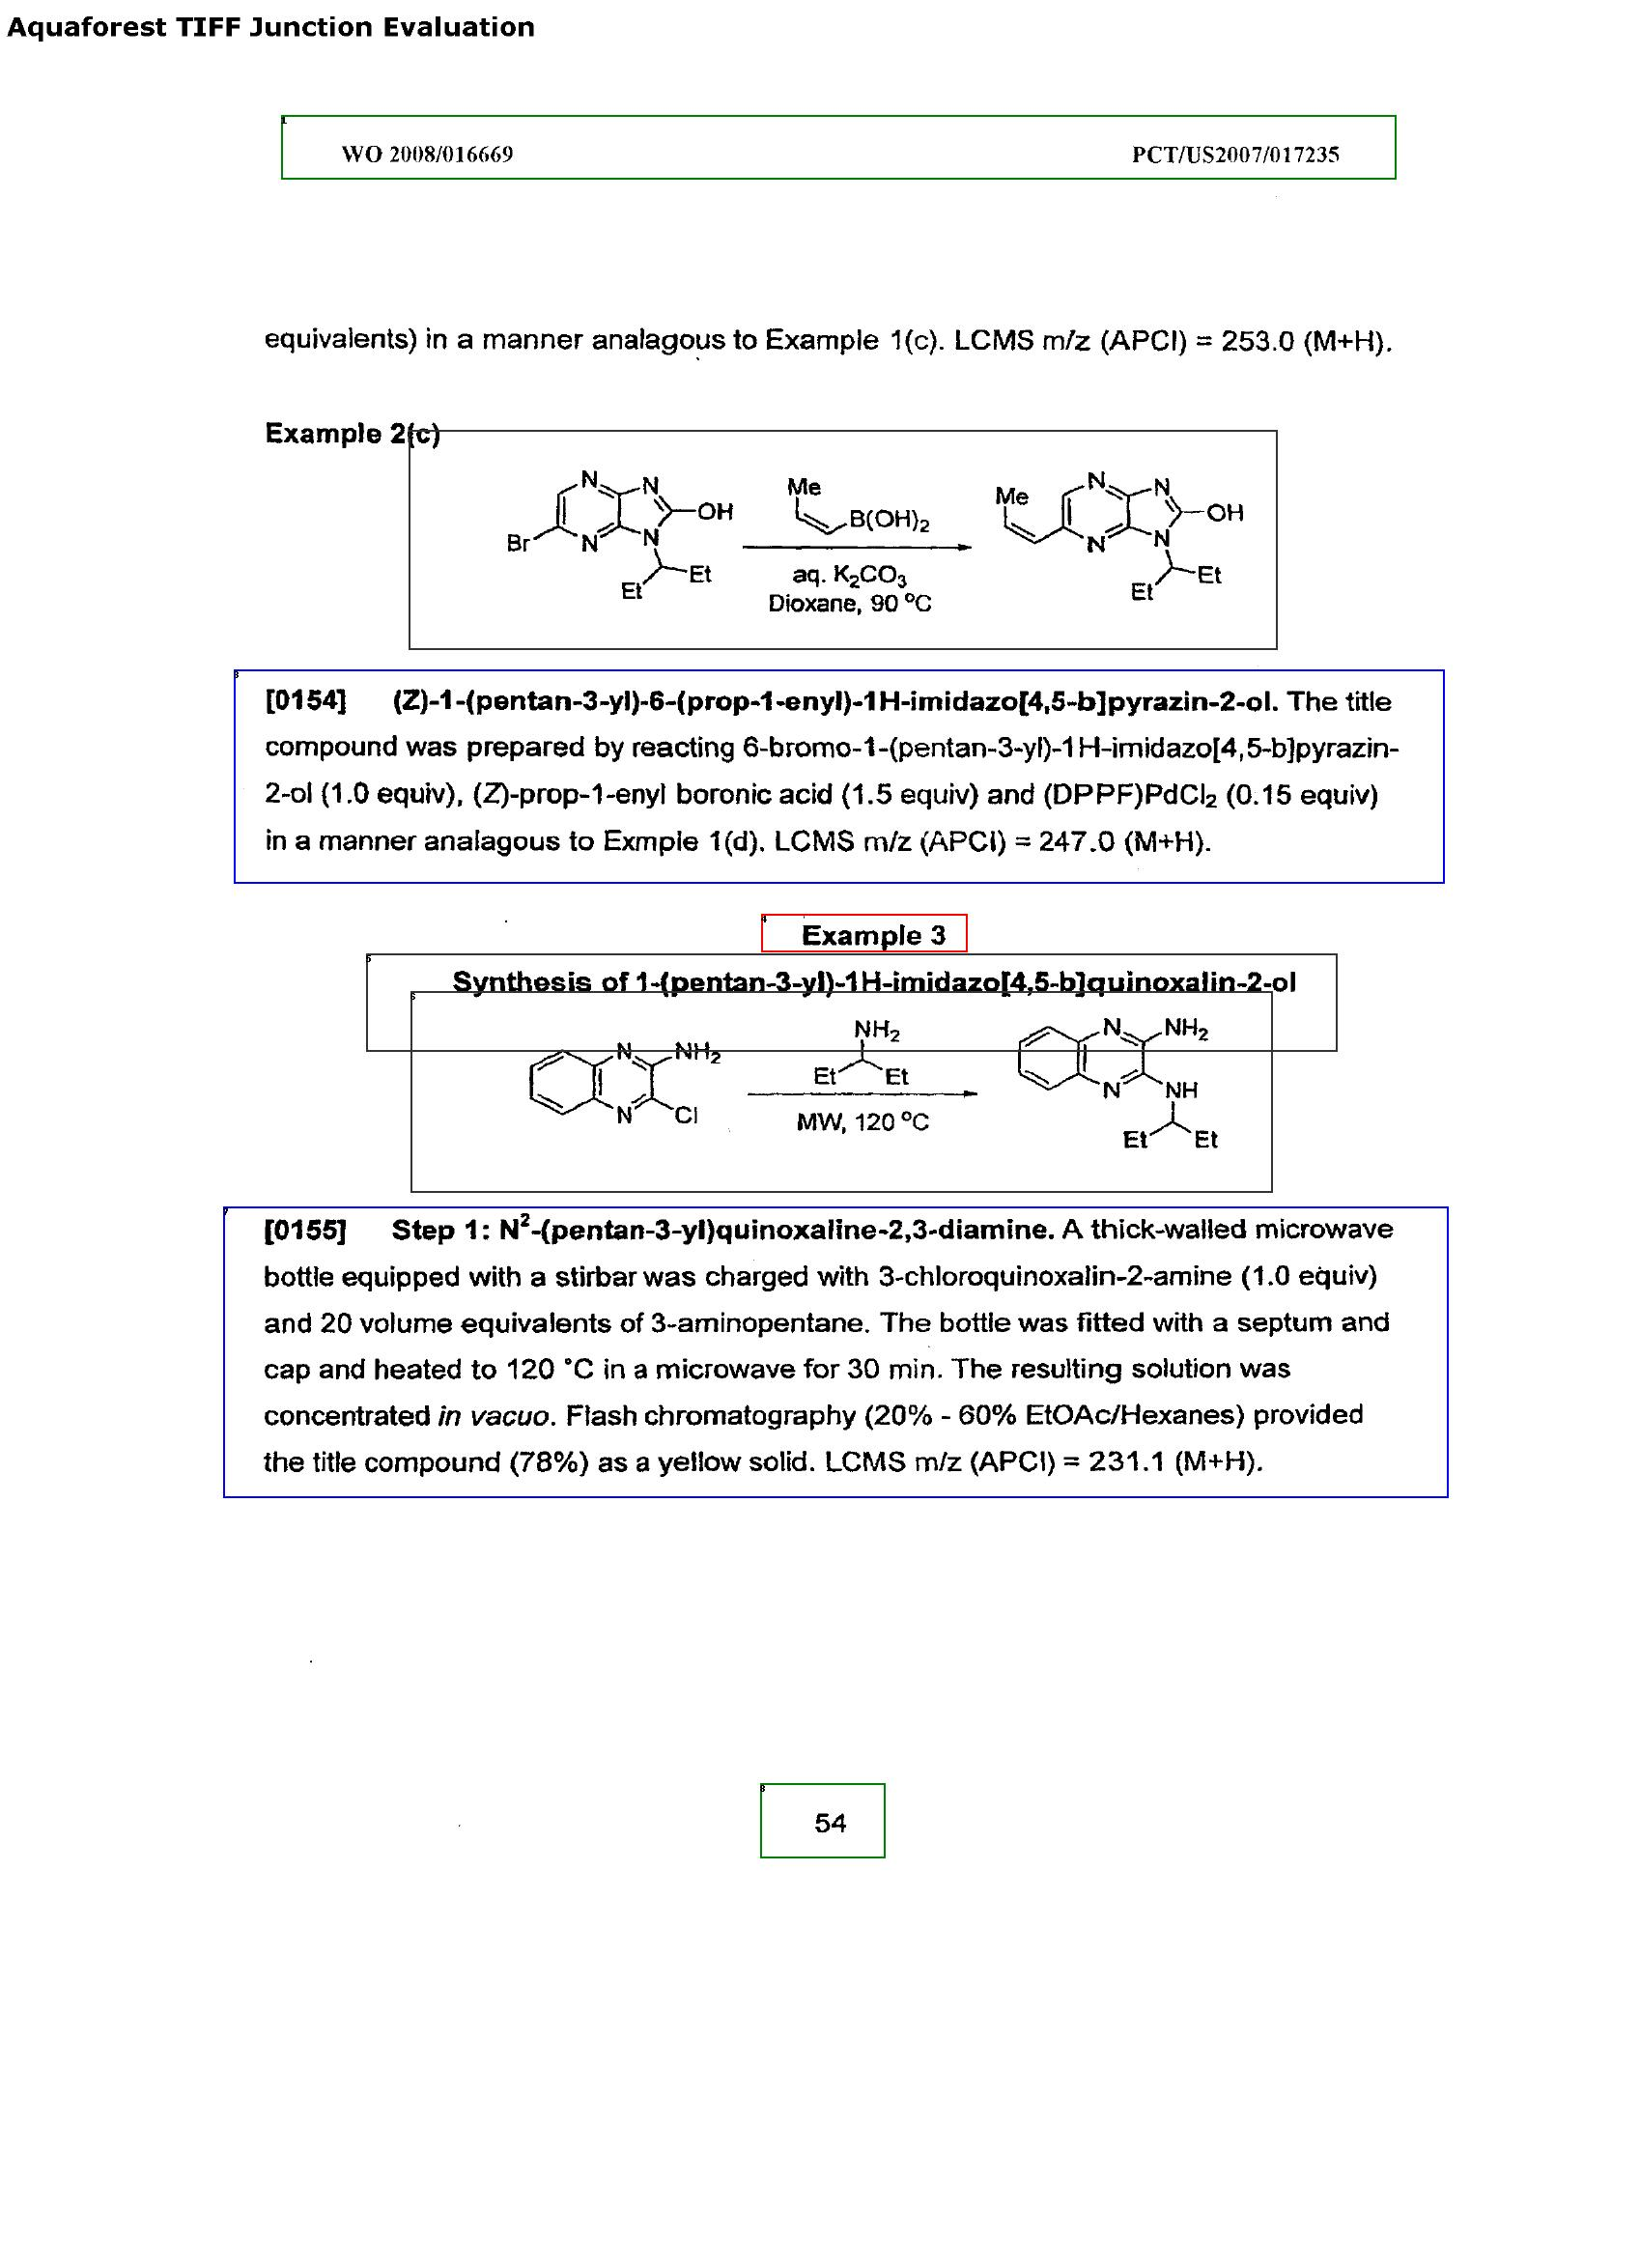 Aquaforest TIFF Junction Evaluation
WO 2008/016669 PCT/US2007/017235
equivalents) in a manner analagous to Example 1(c). LCMS m/z (APCI) = 253.0 (M+H).
Example 2(c)
N N OH Br N N Et Et
Me B(OH)2
aq. K2CO3
Dioxane, 90 °C
Me N N OH N N Et Et
[0154] (Z)-1-(pentan-3-yl)-6-(prop-1-enyl)-1H-imidazo[4,5-b]pyrazin-2-ol. The title
compound was prepared by reacting 6-bromo-1-(pentan-3-yl)-1H-imidazo[4,5-b]pyrazin-
2-ol (1.0 equiv), (Z)-prop-1-enyl boronic acid (1.5 equiv) and (DPPF)PdCl2 (0.15 equiv)
in a manner analagous to Exmple 1(d). LCMS m/z (APCI) = 247.0 (M+H).
Example 3
Synthesis of 1-(pentan-3-yl)-1H-imidazo[4,5-b]quinoxalin-2-ol
N NH2 N Cl
NH2
Et Et
MW, 120 °C
N NH2 N NH Et Et
[0155] Step 1: N²-(pentan-3-yl)quinoxaline-2,3-diamine. A thick-walled microwave
bottle equipped with a stirbar was charged with 3-chloroquinoxalin-2-amine (1.0 equiv)
and 20 volume equivalents of 3-aminopentane. The bottle was fitted with a septum and
cap and heated to 120 °C in a microwave for 30 min. The resulting solution was
concentrated in vacuo. Flash chromatography (20% - 60% EtOAc/Hexanes) provided
the title compound (78%) as a yellow solid. LCMS m/z (APCI) = 231.1 (M+H).
54